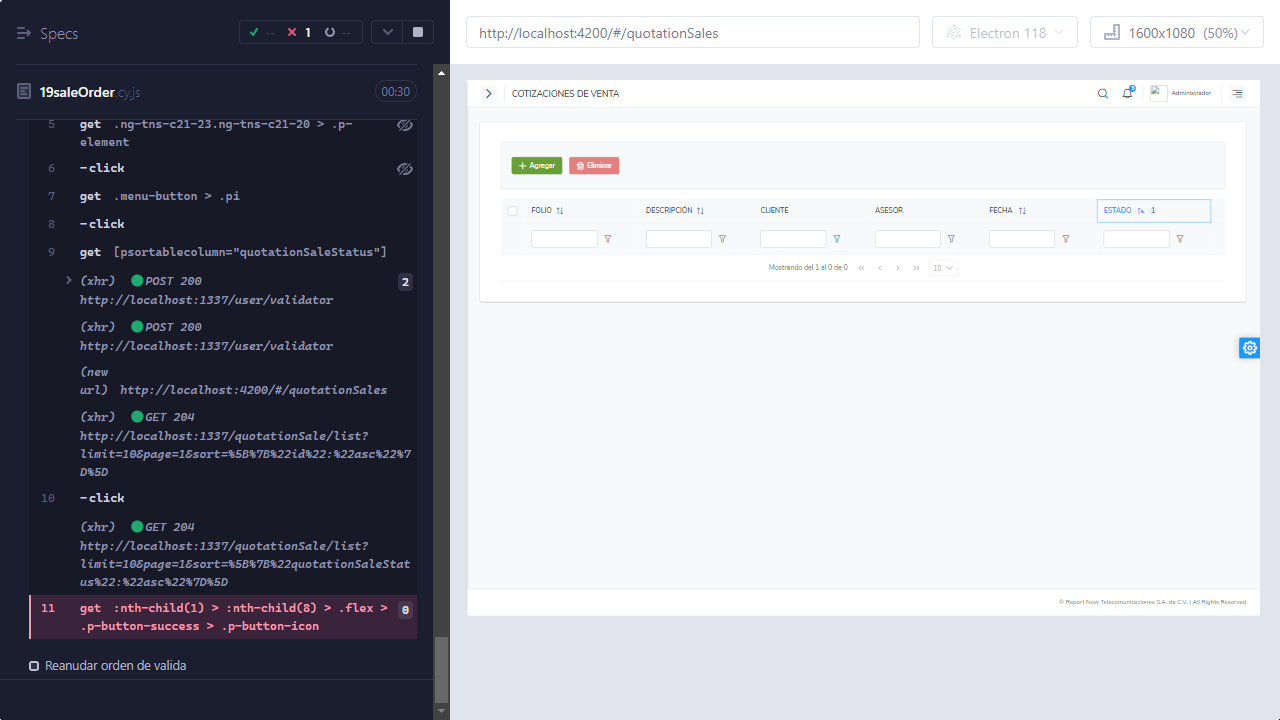 Specs
-- 1 --
19saleOrder.cy.js
00:30
5 get .ng-tns-c21-23.ng-tns-c21-20 > .p-
element
6 -click
7 get .menu-button > .pi
8 -click
9 get [psortablecolumn="quotationSaleStatus"]
(xhr) POST 200 2
http://localhost:1337/user/validator
(xhr) POST 200
http://localhost:1337/user/validator
(new
url) http://localhost:4200/#/quotationSales
(xhr) GET 204
http://localhost:1337/quotationSale/list?
limit=10&page=1&sort=%5B%7B%22id%22:%22asc%22%7
D%5D
10 -click
(xhr) GET 204
http://localhost:1337/quotationSale/list?
limit=10&page=1&sort=%5B%7B%22quotationSaleStat
us%22:%22asc%22%7D%5D
11 get :nth-child(1) > :nth-child(8) > .flex > 0
.p-button-success > .p-button-icon
Reanudar orden de valida
http://localhost:4200/#/quotationSales
Electron 118
1600x1080 (50%)
COTIZACIONES DE VENTA
Administrador
Agregar
Eliminar
FOLIO DESCRIPCIÓN CLIENTE ASESOR FECHA ESTADO 1
Mostrando del 1 al 0 de 0 « ‹ › » 10
© Report Now Telecomunicaciones S.A. de C.V. | All Rights Reserved